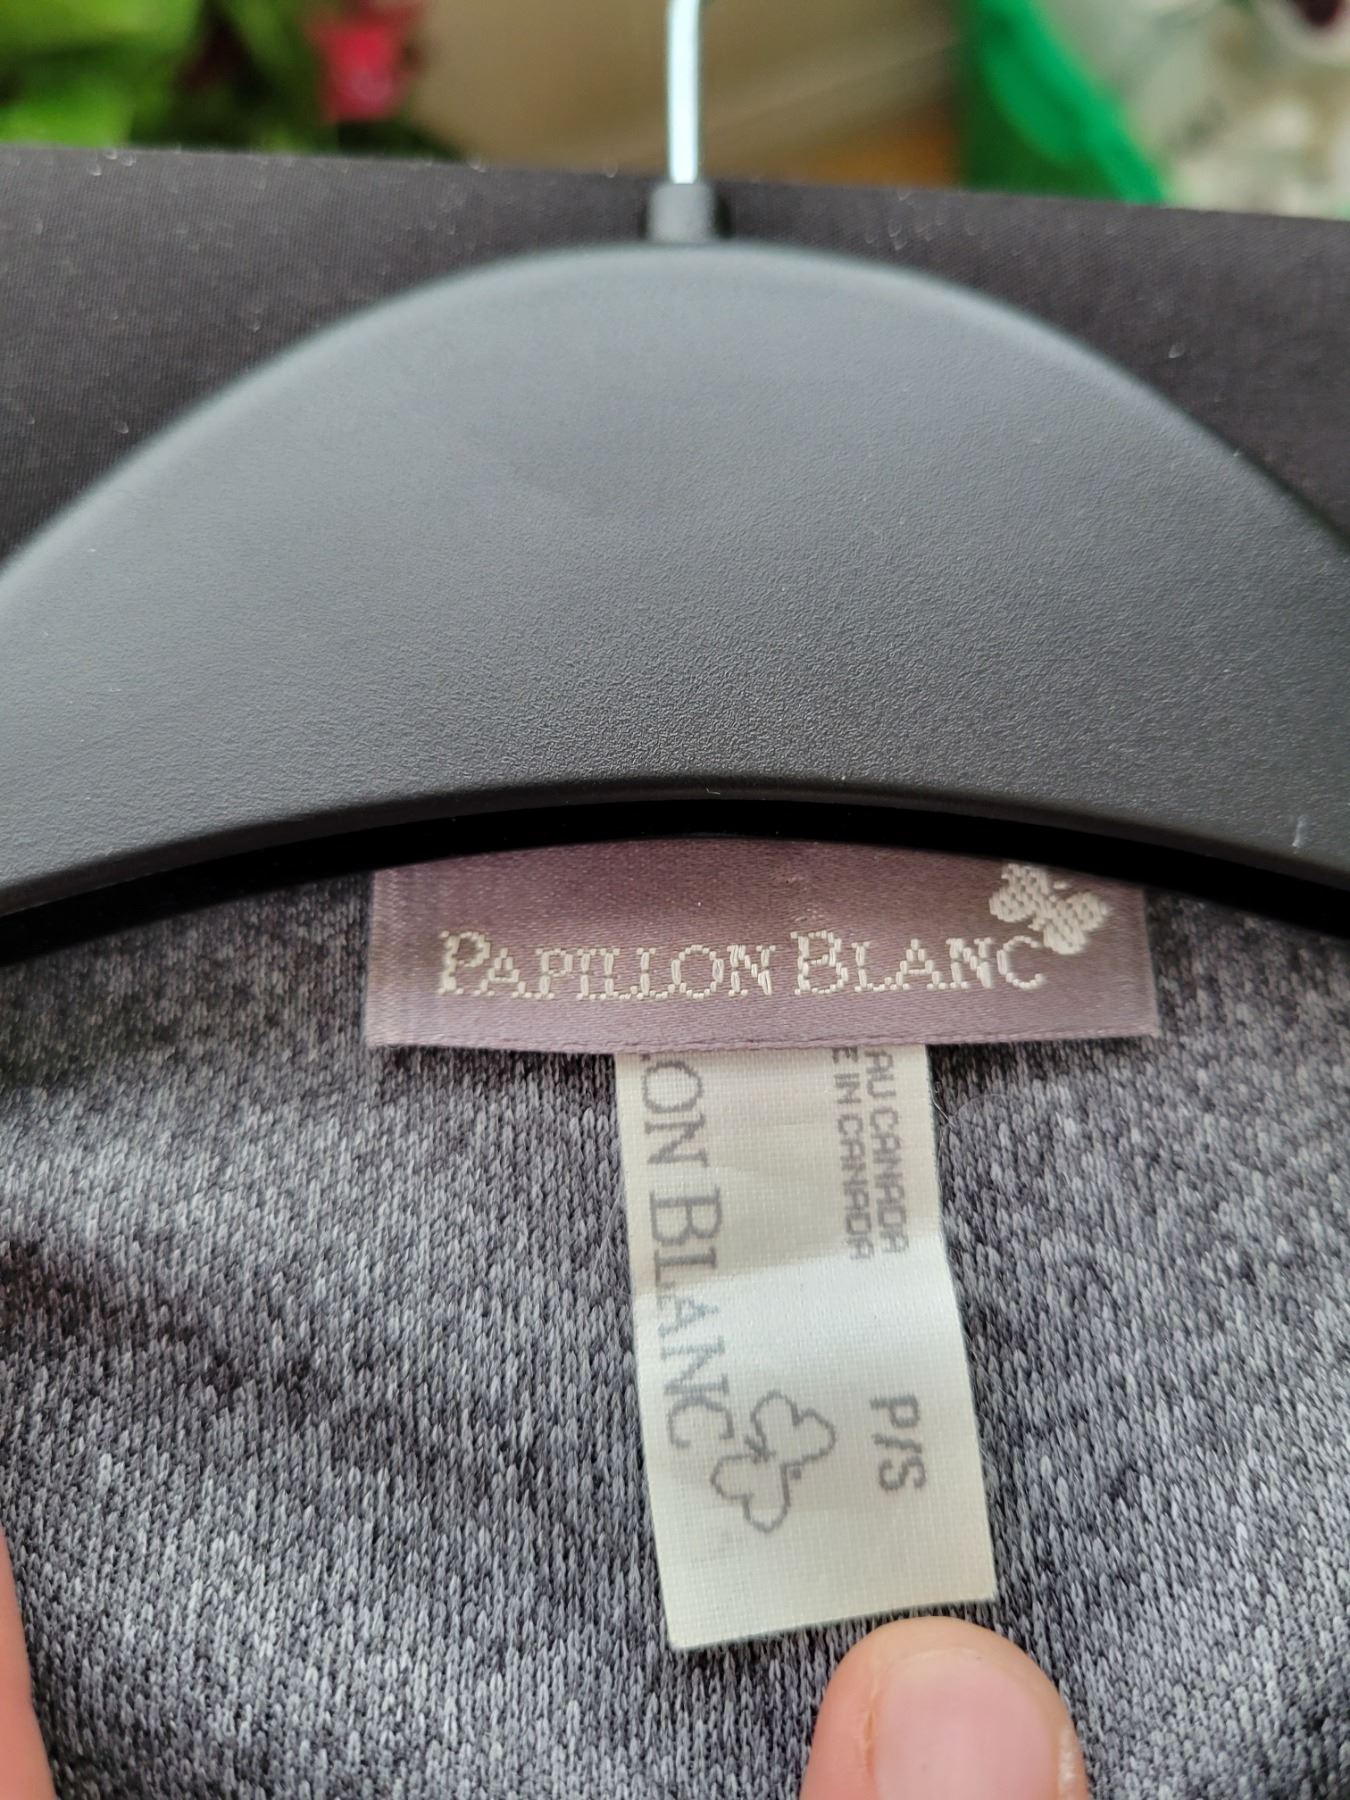 PAPILLON BLANC
AU CANADA
E IN CANADA
ON BLANC
P/S